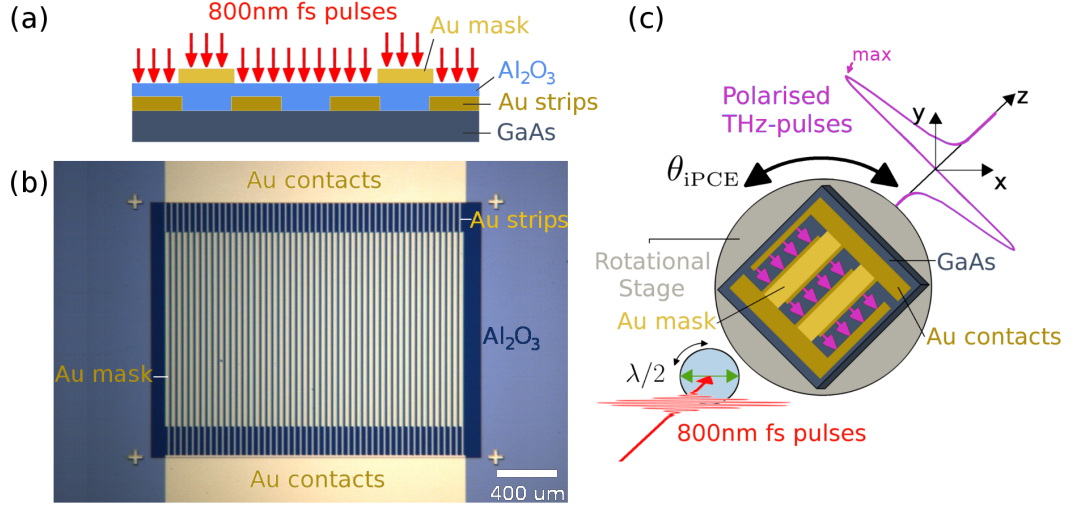 (a)
800nm fs pulses
Au mask
Al₂O₃
Au strips
GaAs
(b)
Au contacts
Au strips
Al₂O₃
Au mask
Au contacts
400 um
(c)
max
Polarised
THz-pulses
y
z
x
θiPCE
Rotational
Stage
GaAs
Au mask
Au contacts
λ/2
800nm fs pulses